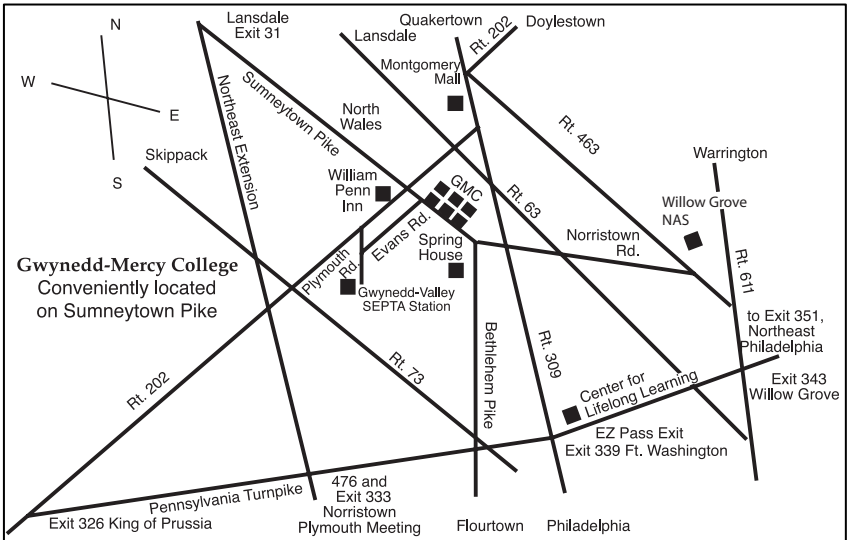 N
W
E
S
Lansdale
Exit 31
Quakertown
Doylestown
Lansdale
Rt. 202
Montgomery
Mall
Northeast Extension
Sumneytown Pike
North
Wales
Rt. 463
Warrington
Skippack
William
Penn
Inn
GMC
Rt. 63
Willow Grove
NAS
Evans Rd.
Spring
House
Norristown
Rd.
Rt. 611
Gwynedd-Mercy College
Conveniently located
on Sumneytown Pike
Plymouth
Rd.
Gwynedd-Valley
SEPTA Station
to Exit 351,
Northeast
Philadelphia
Bethlehem Pike
Rt. 309
Rt. 202
Rt. 73
Center for
Lifelong Learning
Exit 343
Willow Grove
EZ Pass Exit
Exit 339 Ft. Washington
Pennsylvania Turnpike
Exit 326 King of Prussia
476 and
Exit 333
Norristown
Plymouth Meeting
Flourtown
Philadelphia